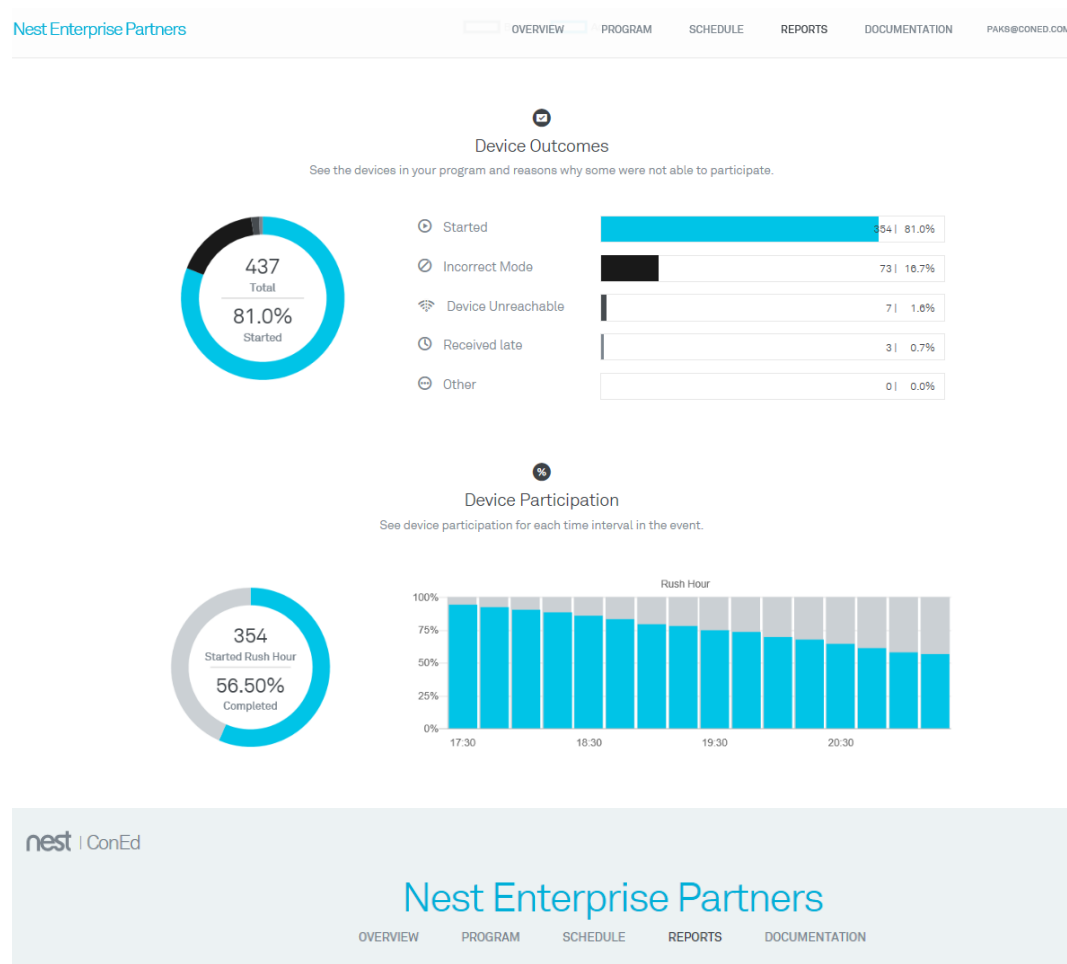 Nest Enterprise Partners
OVERVIEW PROGRAM SCHEDULE REPORTS DOCUMENTATION PAKS@CONED.COM
Device Outcomes
See the devices in your program and reasons why some were not able to participate.
437
Total
81.0%
Started
Started 354 | 81.0%
Incorrect Mode 73 | 16.7%
Device Unreachable 7 | 1.6%
Received late 3 | 0.7%
Other 0 | 0.0%
%
Device Participation
See device participation for each time interval in the event.
354
Started Rush Hour
56.50%
Completed
Rush Hour
100%
75%
50%
25%
0%
17:30 18:30 19:30 20:30
nest | ConEd
Nest Enterprise Partners
OVERVIEW PROGRAM SCHEDULE REPORTS DOCUMENTATION